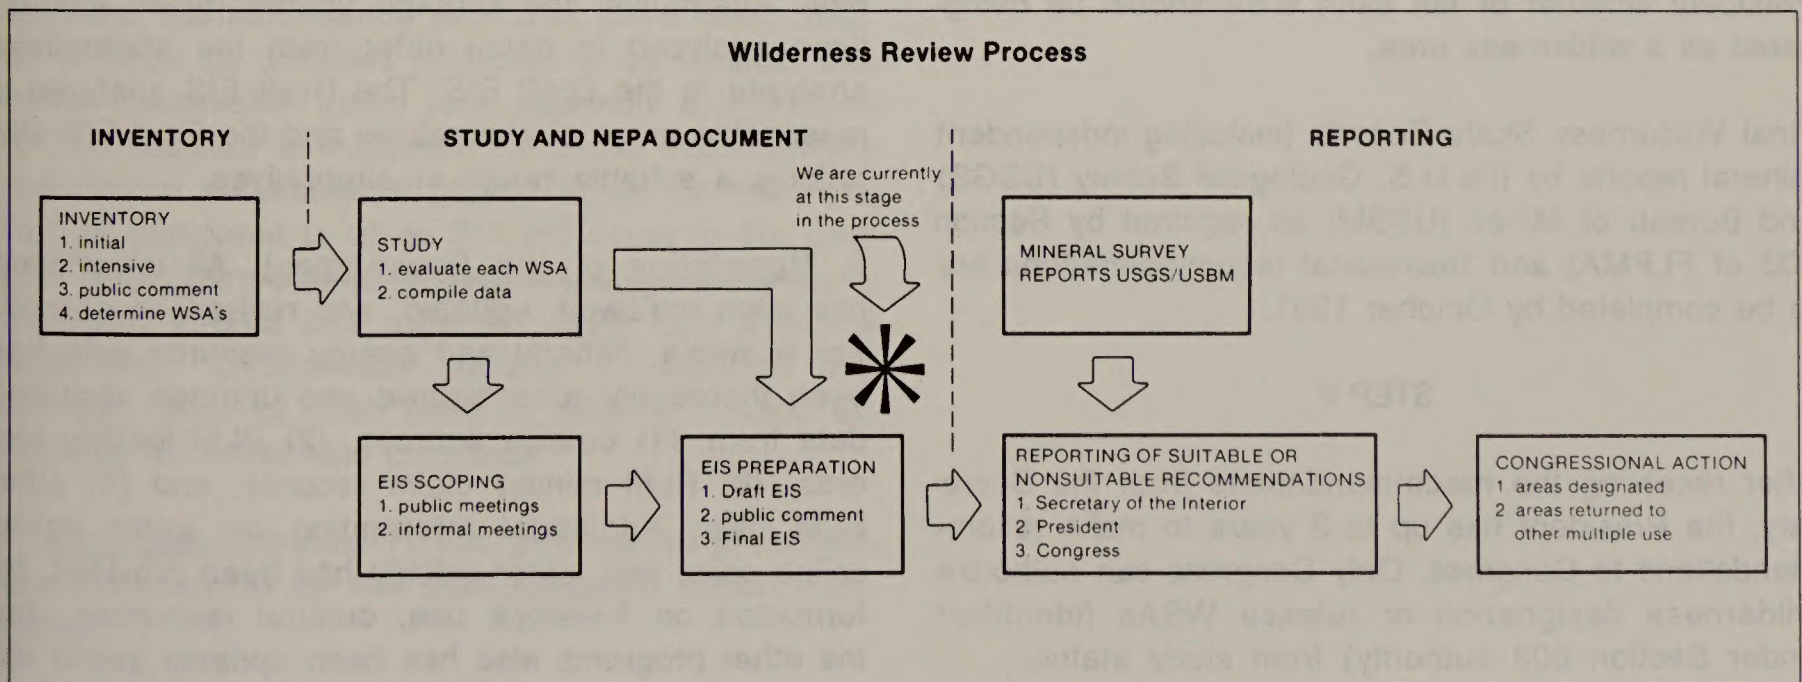 Wilderness Review Process
INVENTORY
STUDY AND NEPA DOCUMENT
REPORTING
We are currently
at this stage
in the process
INVENTORY
1. initial
2. intensive
3. public comment
4. determine WSA's
STUDY
1. evaluate each WSA
2. compile data
MINERAL SURVEY
REPORTS USGS/USBM
EIS SCOPING
1. public meetings
2. informal meetings
EIS PREPARATION
1. Draft EIS
2. public comment
3. Final EIS
REPORTING OF SUITABLE OR
NONSUITABLE RECOMMENDATIONS
1. Secretary of the Interior
2. President
3. Congress
CONGRESSIONAL ACTION
1. areas designated
2. areas returned to
other multiple use